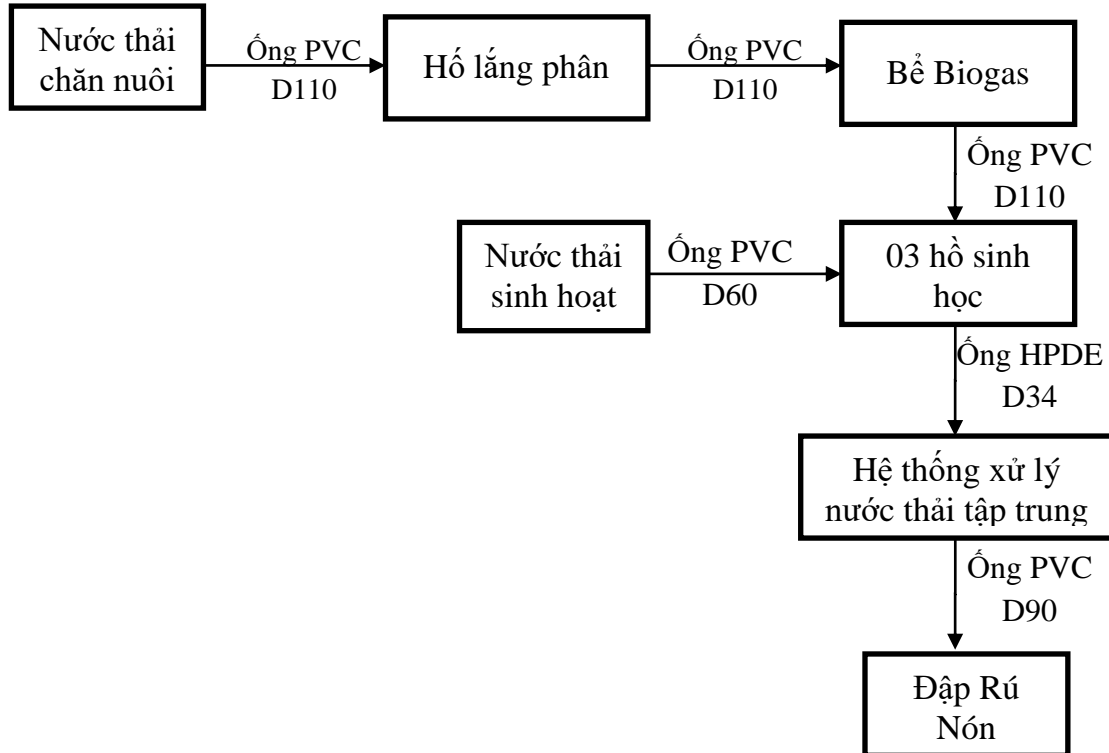 Nước thải
chăn nuôi
Ống PVC
D110
Hố lắng phân
Ống PVC
D110
Bể Biogas
Ống PVC
D110
Nước thải
sinh hoạt
Ống PVC
D60
03 hồ sinh
học
Ống HPDE
D34
Hệ thống xử lý
nước thải tập trung
Ống PVC
D90
Đập Rú
Nón